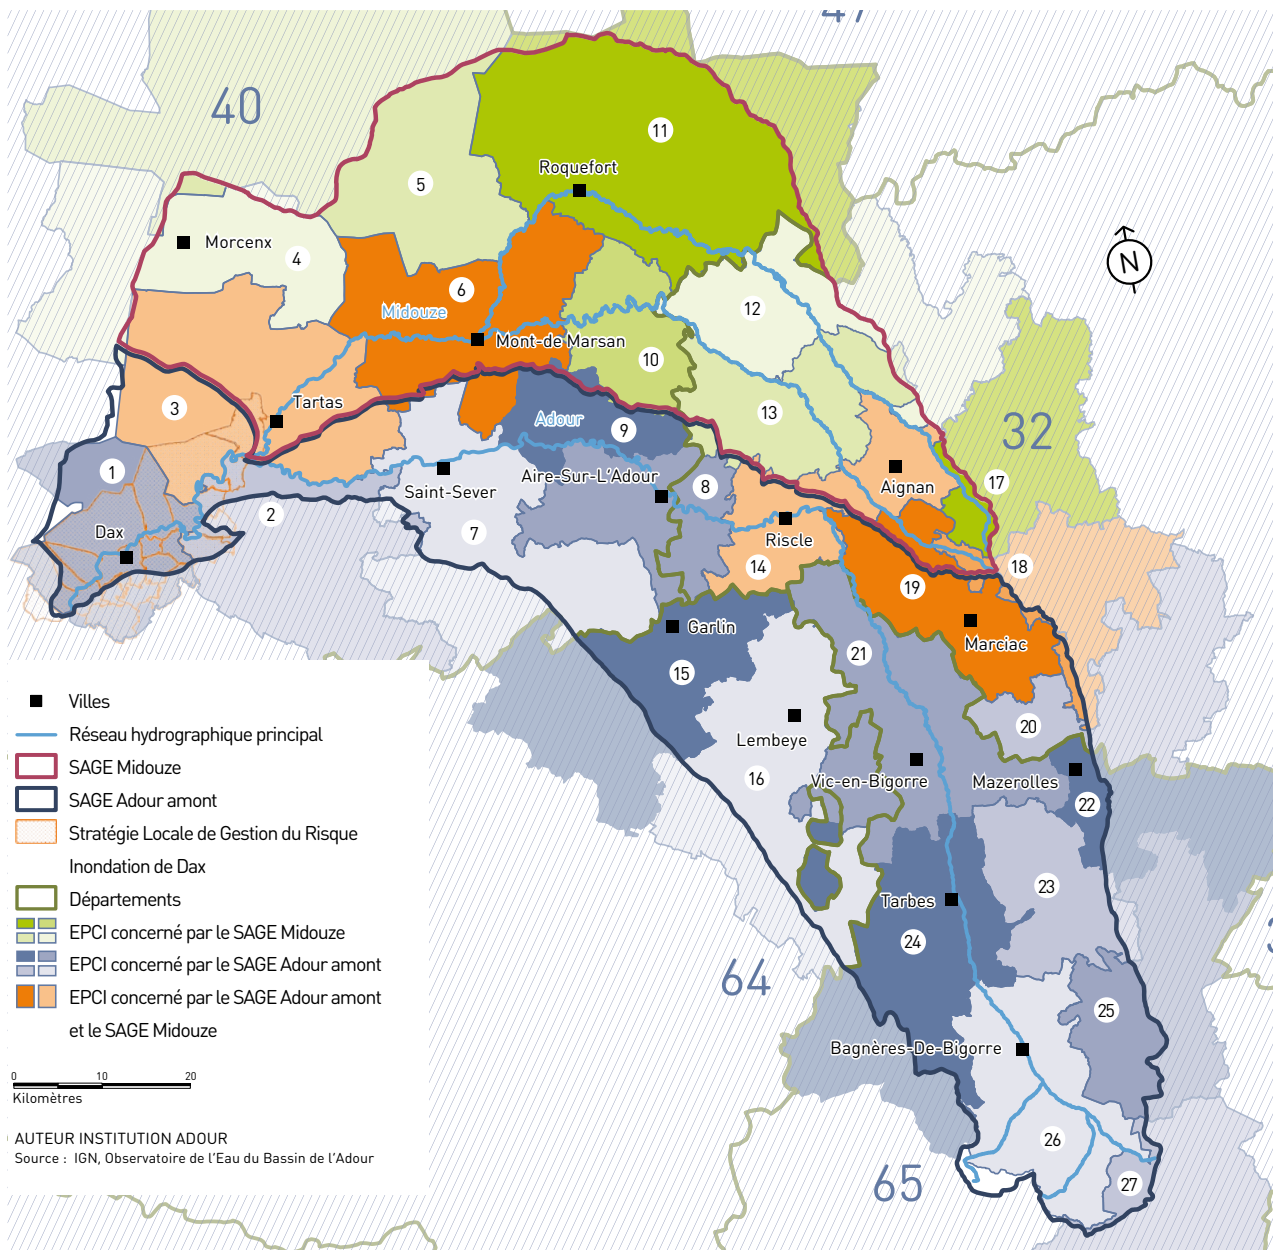 47
40
11
Roquefort
5
Morcenx
4
N
6
Midouze
12
Mont-de Marsan
10
3
Tartas
13
32
Adour
9
1
Aignan
17
Aire-Sur-L'Adour
8
Saint-Sever
2
Dax
7
Riscle
14
18
19
Garlin
Marciac
15
21
20
Lembeye
16
Vic-en-Bigorre
Mazerolles
22
23
Tarbes
24
64
25
Bagnères-De-Bigorre
26
65
27
Villes
Réseau hydrographique principal
SAGE Midouze
SAGE Adour amont
Stratégie Locale de Gestion du Risque
Inondation de Dax
Départements
EPCI concerné par le SAGE Midouze
EPCI concerné par le SAGE Adour amont
EPCI concerné par le SAGE Adour amont
et le SAGE Midouze
0 10 20
Kilomètres
AUTEUR INSTITUTION ADOUR
Source : IGN, Observatoire de l'Eau du Bassin de l'Adour